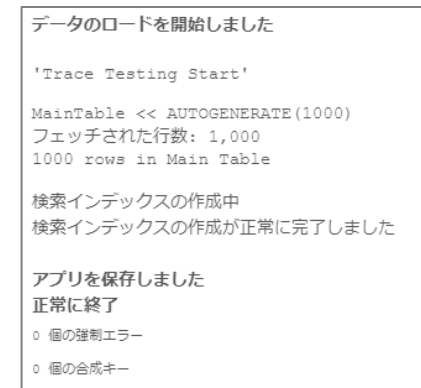 データのロードを開始しました
'Trace Testing Start'
MainTable << AUTOGENERATE(1000)
フェッチされた行数: 1,000
1000 rows in Main Table
検索インデックスの作成中
検索インデックスの作成が正常に完了しました
アプリを保存しました
正常に終了
0 個の強制エラー
0 個の合成キー